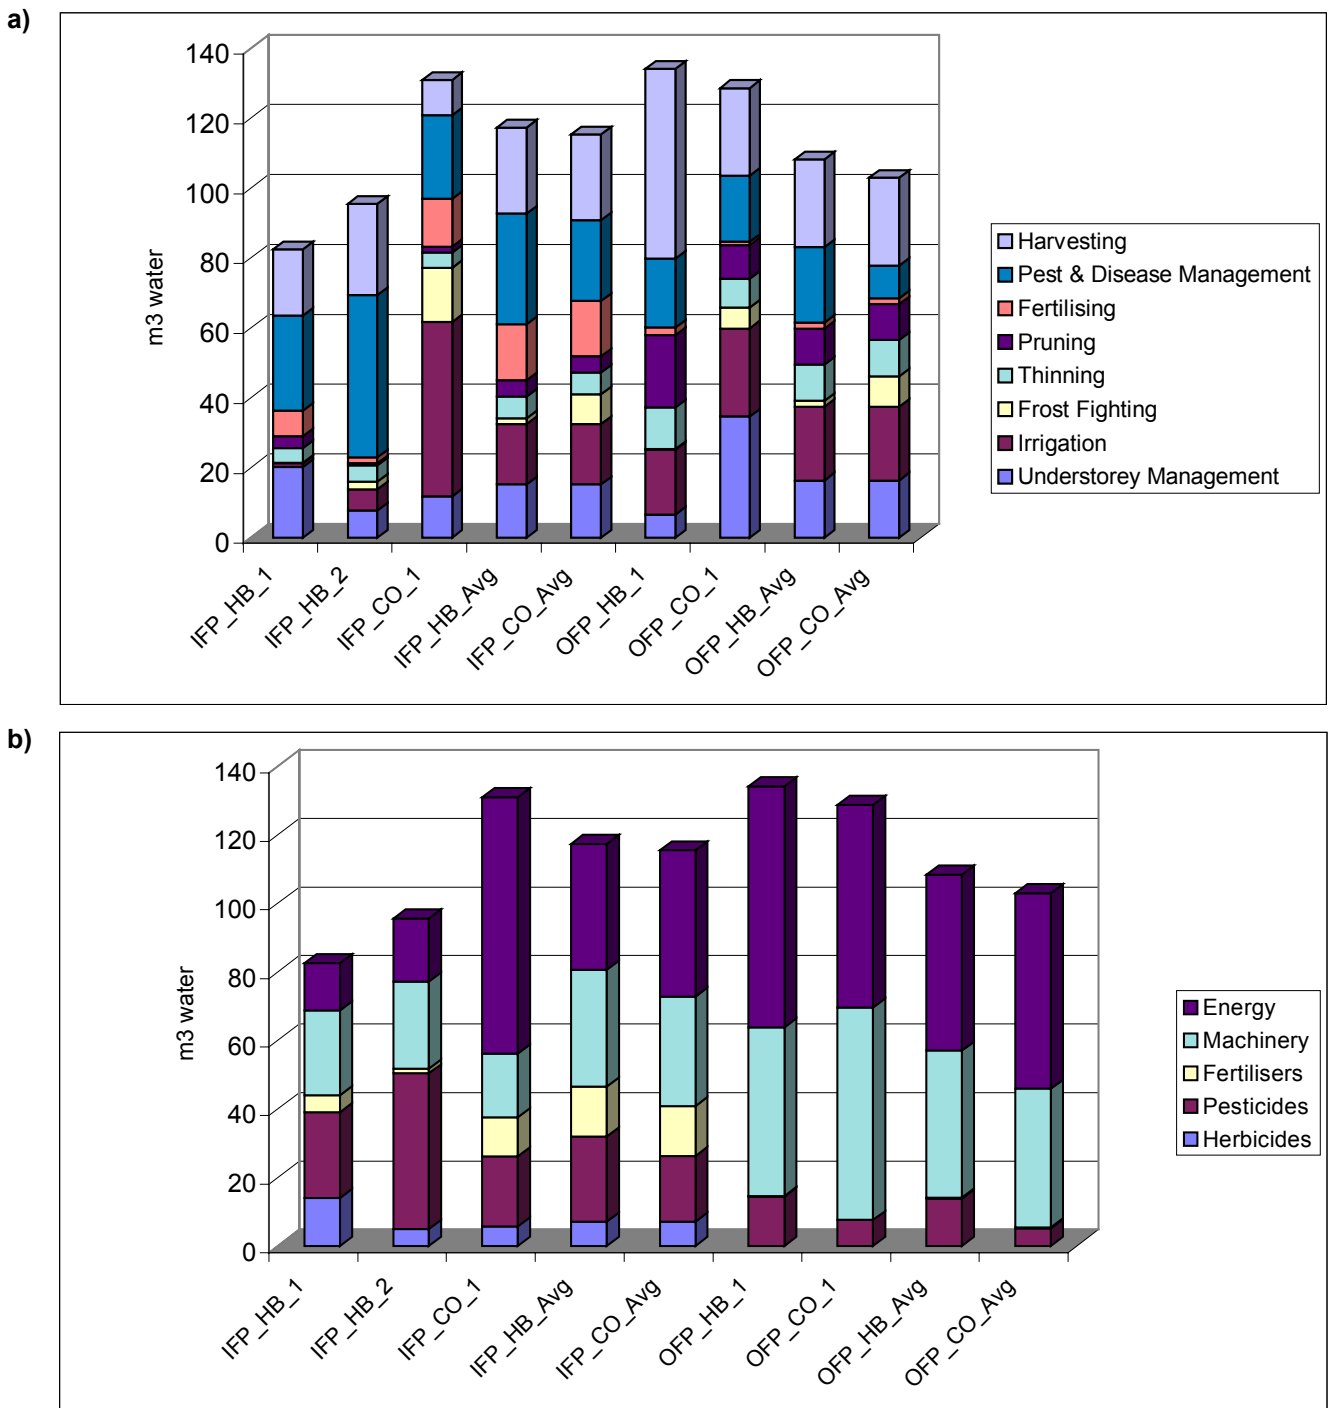 a)
140
120
100
80
60
40
20
0
m3 water
IFP_HB_1
IFP_HB_2
IFP_CO_1
IFP_HB_Avg
IFP_CO_Avg
OFP_HB_1
OFP_CO_1
OFP_HB_Avg
OFP_CO_Avg
Harvesting
Pest & Disease Management
Fertilising
Pruning
Thinning
Frost Fighting
Irrigation
Understorey Management
b)
140
120
100
80
60
40
20
0
m3 water
IFP_HB_1
IFP_HB_2
IFP_CO_1
IFP_HB_Avg
IFP_CO_Avg
OFP_HB_1
OFP_CO_1
OFP_HB_Avg
OFP_CO_Avg
Energy
Machinery
Fertilisers
Pesticides
Herbicides